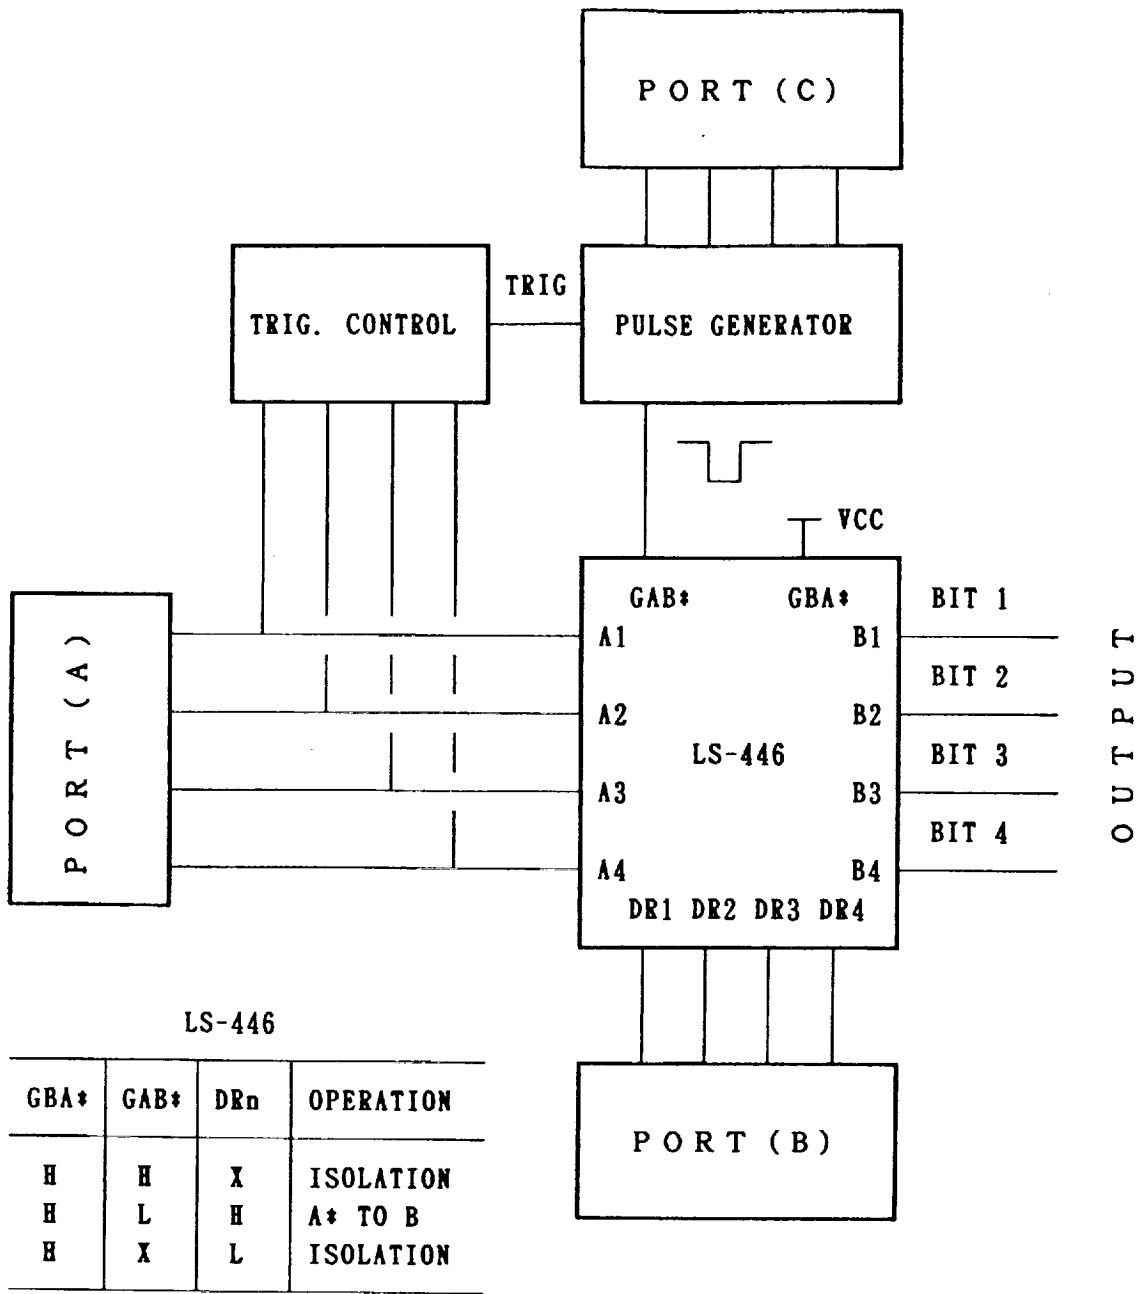 PORT (C)
TRIG
TRIG. CONTROL
PULSE GENERATOR
VCC
GAB* GBA*
BIT 1
A1 B1
BIT 2
A2 B2
LS-446
BIT 3
A3 B3
BIT 4
A4 B4
DR1 DR2 DR3 DR4
PORT (A)
OUTPUT
PORT (B)
LS-446
GBA* GAB* DRn OPERATION
H H X ISOLATION
H L H A* TO B
H X L ISOLATION